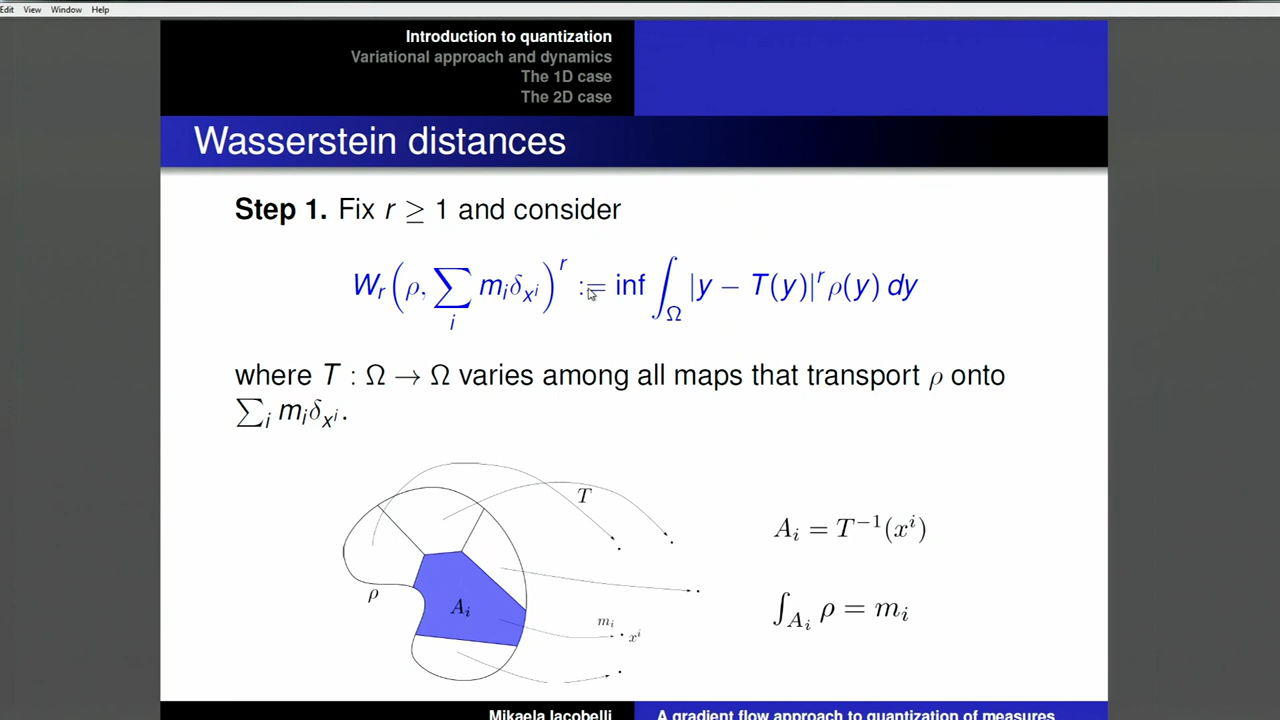 Edit View Window Help
Introduction to quantization
Variational approach and dynamics
The 1D case
The 2D case
Wasserstein distances
Step 1. Fix r ≥ 1 and consider
W_r(ρ, ∑_i m_i δ_{x^i})^r := inf ∫_Ω |y − T(y)|^r ρ(y) dy
where T : Ω → Ω varies among all maps that transport ρ onto
∑_i m_i δ_{x^i}.
T
A_i = T^{−1}(x^i)
ρ
A_i
m_i
x^i
∫_{A_i} ρ = m_i
Mikaela Iacobelli
A gradient flow approach to quantization of measures